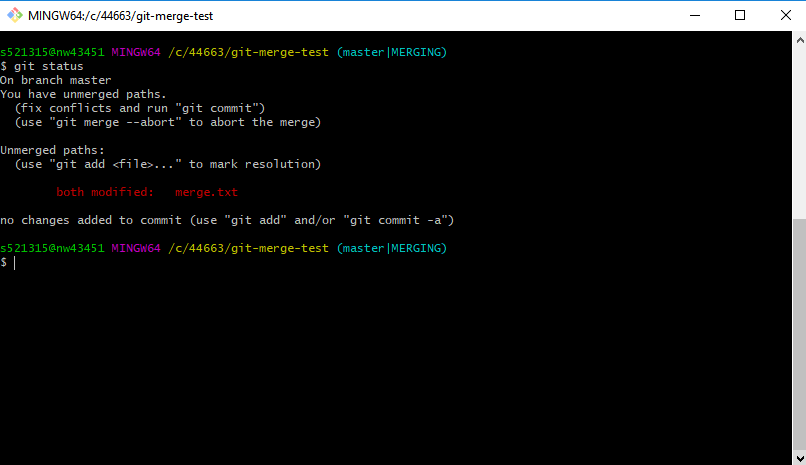 MINGW64:/c/44663/git-merge-test
s521315@nw43451 MINGW64 /c/44663/git-merge-test (master|MERGING)
$ git status
On branch master
You have unmerged paths.
  (fix conflicts and run "git commit")
  (use "git merge --abort" to abort the merge)
Unmerged paths:
  (use "git add <file>..." to mark resolution)
        both modified:   merge.txt
no changes added to commit (use "git add" and/or "git commit -a")
s521315@nw43451 MINGW64 /c/44663/git-merge-test (master|MERGING)
$